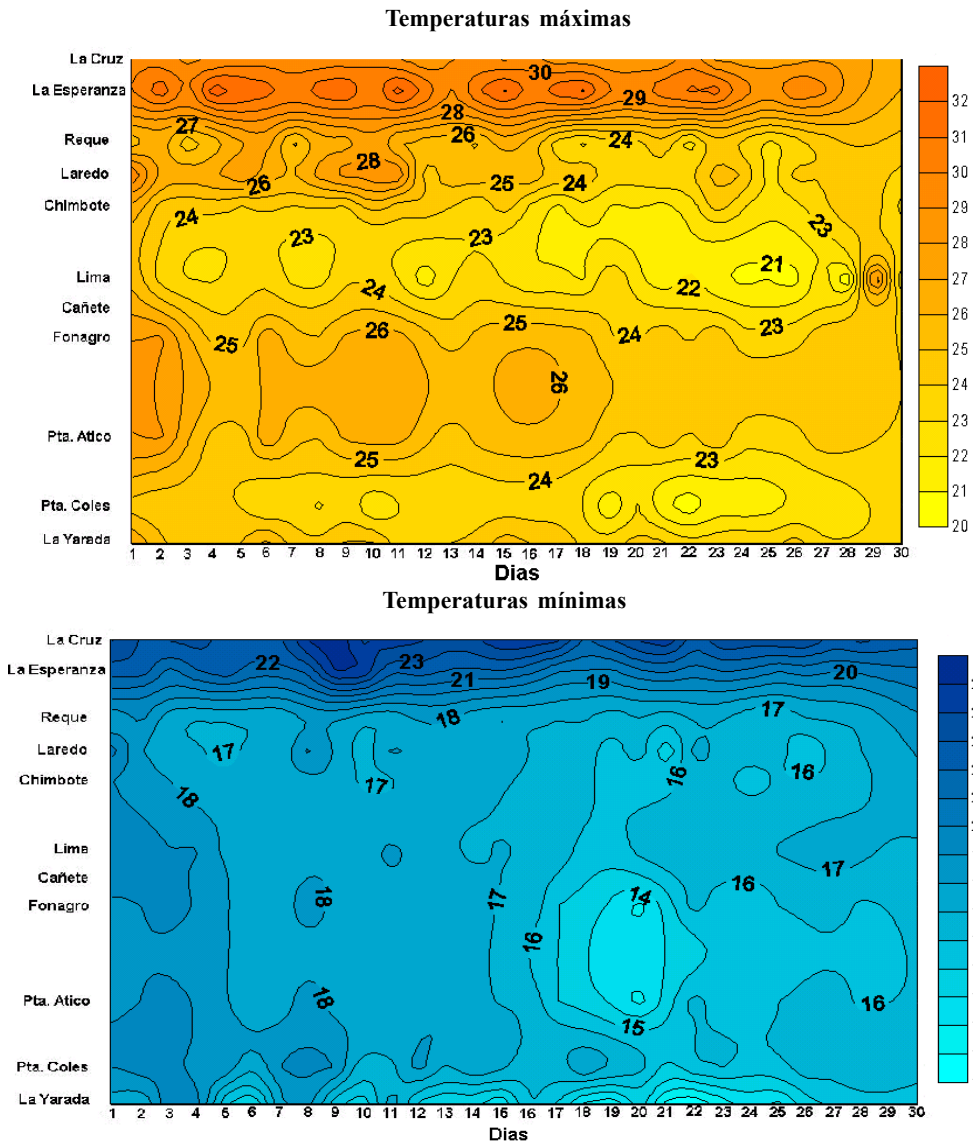 Temperaturas máximas
La Cruz
La Esperanza
Reque
Laredo
Chimbote
Lima
Cañete
Fonagro
Pta. Atico
Pta. Coles
La Yarada
30
29
28
27 26 24
28
26 25 24
24 23 23 23
21
24 22
26 25 24 23
25
26
25 23
24
1 2 3 4 5 6 7 8 9 10 11 12 13 14 15 16 17 18 19 20 21 22 23 24 25 26 27 28 29 30
Dias
32
31
30
29
28
27
26
25
24
23
22
21
20
Temperaturas mínimas
La Cruz
La Esperanza
Reque
Laredo
Chimbote
Lima
Cañete
Fonagro
Pta. Atico
Pta. Coles
La Yarada
22 23 21 19 20
18 17
17 17 16 16
18
17
16
18 17 14
16
18 15 16
1 2 3 4 5 6 7 8 9 10 11 12 13 14 15 16 17 18 19 20 21 22 23 24 25 26 27 28 29 30
Dias